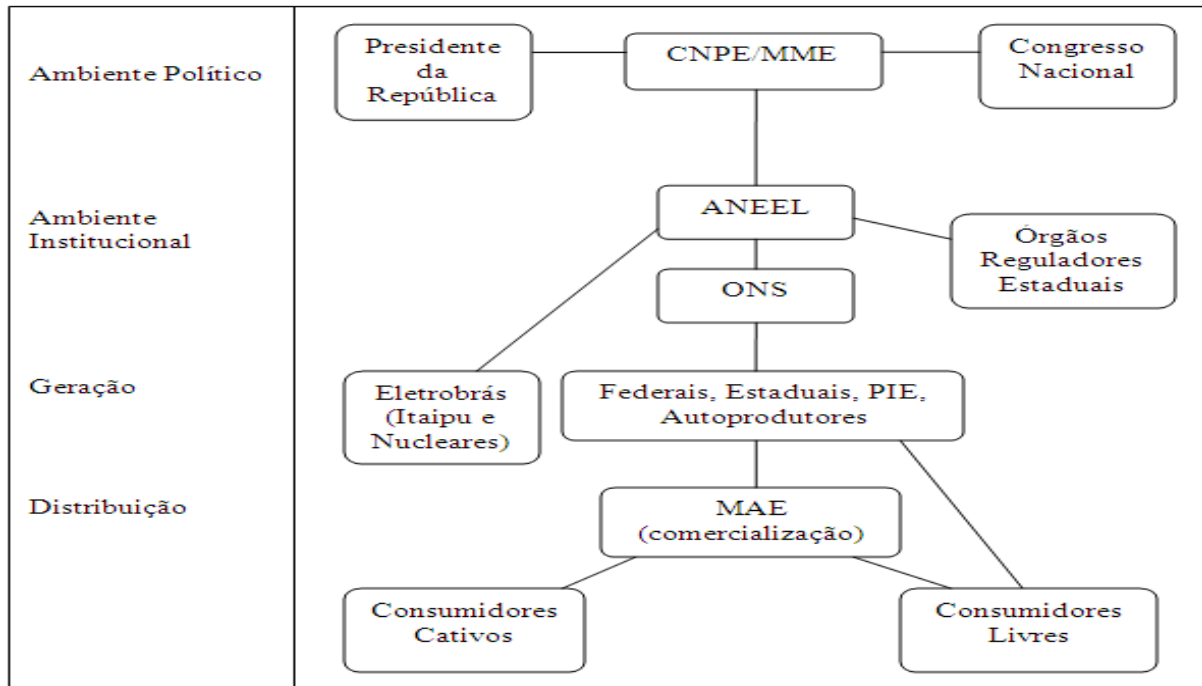 Ambiente Político
Presidente
da
República
CNPE/MME
Congresso
Nacional
Ambiente
Institucional
ANEEL
Órgãos
Reguladores
Estaduais
ONS
Geração
Eletrobrás
(Itaipu e
Nucleares)
Federais, Estaduais, PIE,
Autoprodutores
Distribuição
MAE
(comercialização)
Consumidores
Cativos
Consumidores
Livres